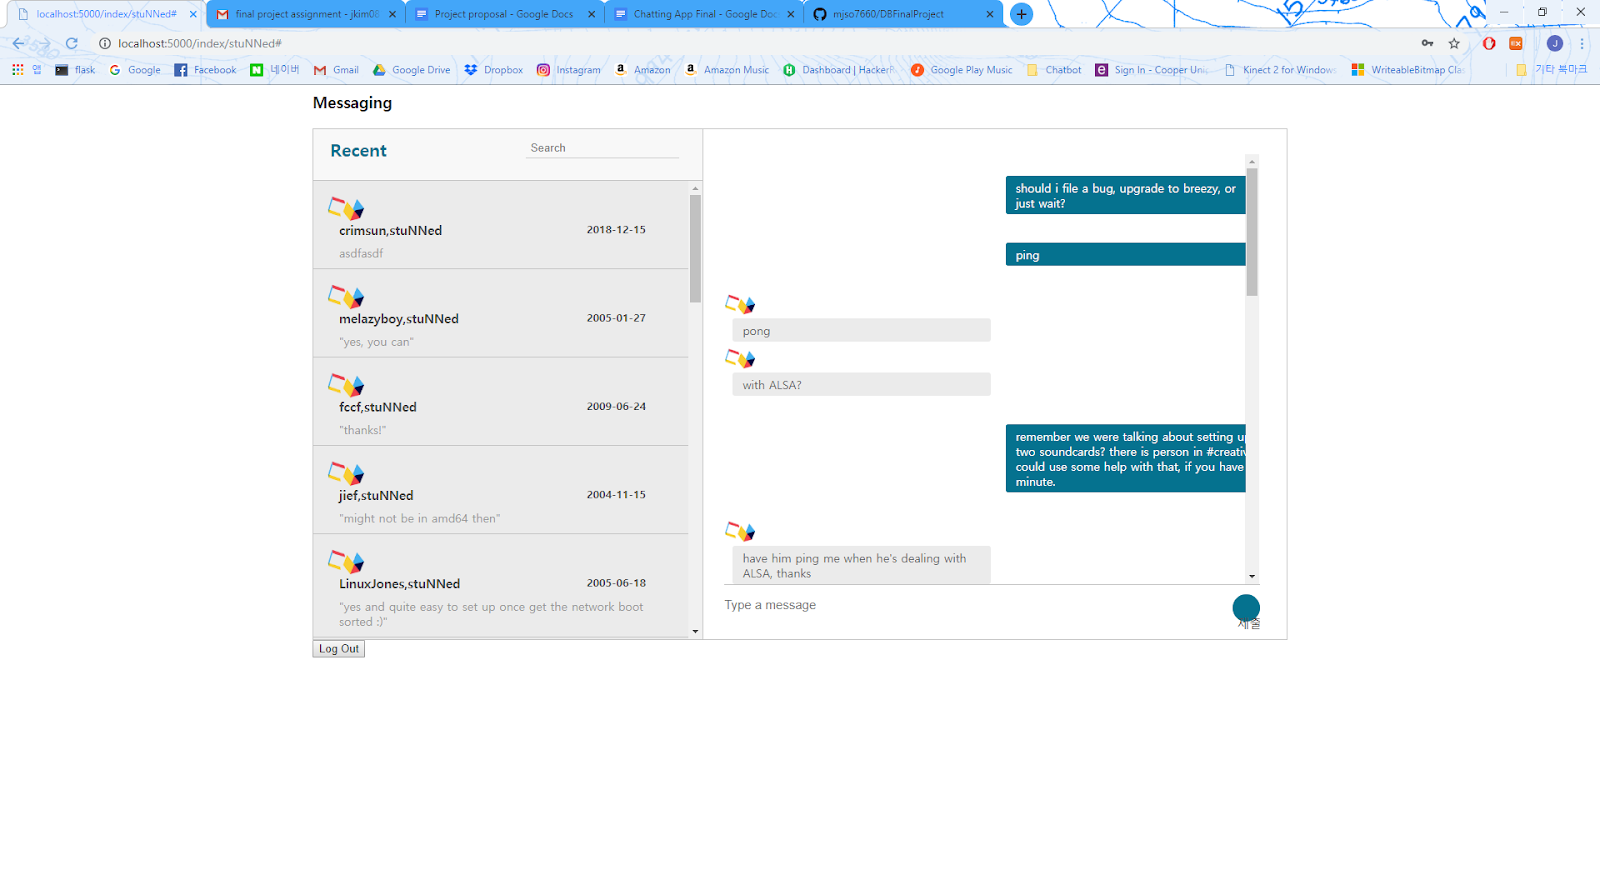 localhost:5000/index/stuNNed#
final project assignment - jkim08
Project proposal - Google Docs
Chatting App Final - Google Doc
mjso7660/DBFinalProject
localhost:5000/index/stuNNed#
J
앱
flask
Google
Facebook
네이버
Gmail
Google Drive
Dropbox
Instagram
Amazon
Amazon Music
Dashboard | HackerR
Google Play Music
Chatbot
Sign In - Cooper Uni
Kinect 2 for Windows
WriteableBitmap Clas
기타 북마크
Messaging
Recent
Search
crimsun,stuNNed
2018-12-15
asdfasdf
melazyboy,stuNNed
2005-01-27
"yes, you can"
fccf,stuNNed
2009-06-24
"thanks!"
jief,stuNNed
2004-11-15
"might not be in amd64 then"
LinuxJones,stuNNed
2005-06-18
"yes and quite easy to set up once get the network boot
sorted :)"
Log Out
should i file a bug, upgrade to breezy, or
just wait?
ping
pong
with ALSA?
remember we were talking about setting u
two soundcards? there is person in #creativ
could use some help with that, if you have
minute.
have him ping me when he's dealing with
ALSA, thanks
Type a message
제출